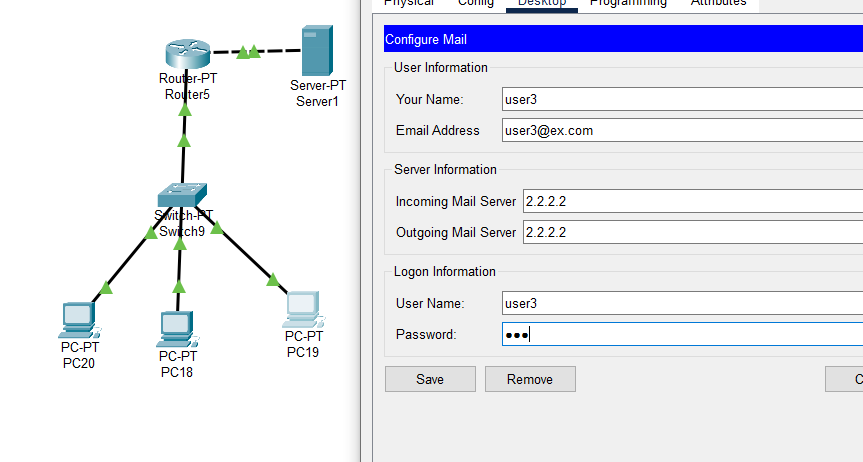 Router-PT
Router5
Server-PT
Server1
Switch-PT
Switch9
PC-PT
PC20
PC-PT
PC18
PC-PT
PC19
Physical Config Desktop Programming Attributes
Configure Mail
User Information
Your Name: user3
Email Address user3@ex.com
Server Information
Incoming Mail Server 2.2.2.2
Outgoing Mail Server 2.2.2.2
Logon Information
User Name: user3
Password: ●●●
Save Remove C